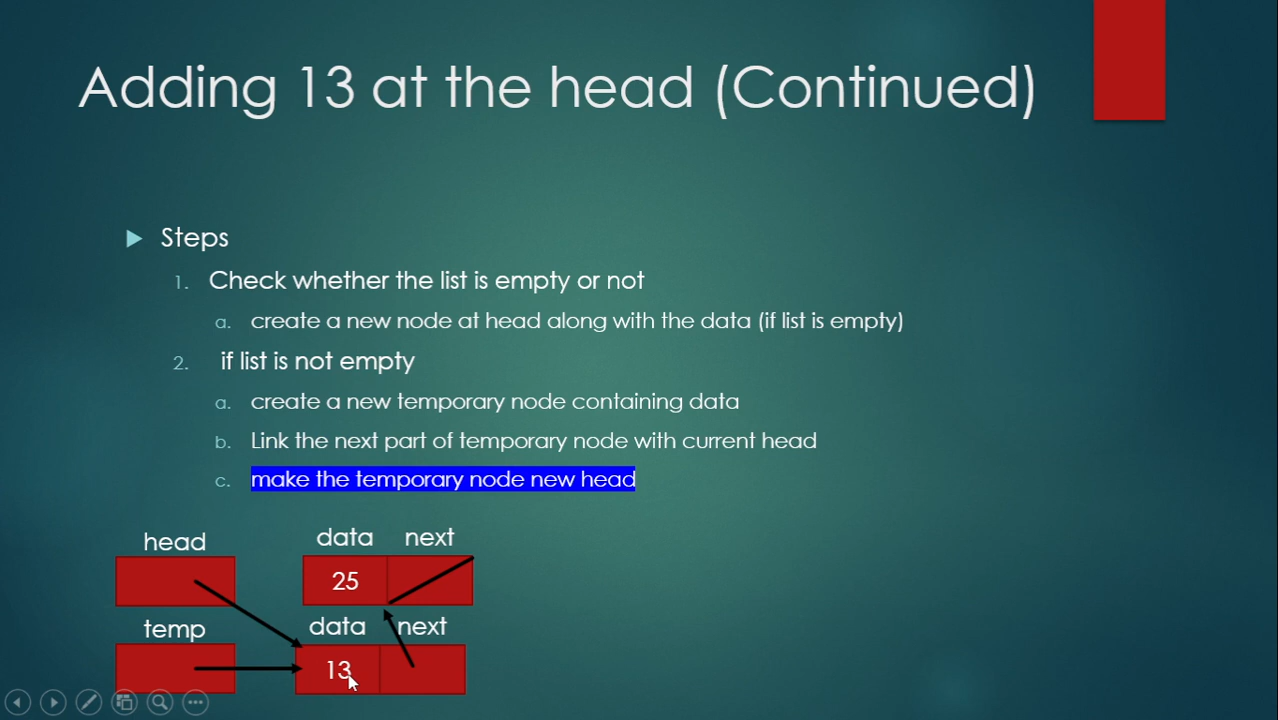 Adding 13 at the head (Continued)
Steps
1. Check whether the list is empty or not
a. create a new node at head along with the data (if list is empty)
2. if list is not empty
a. create a new temporary node containing data
b. Link the next part of temporary node with current head
c. make the temporary node new head
head data next
25
temp data next
13